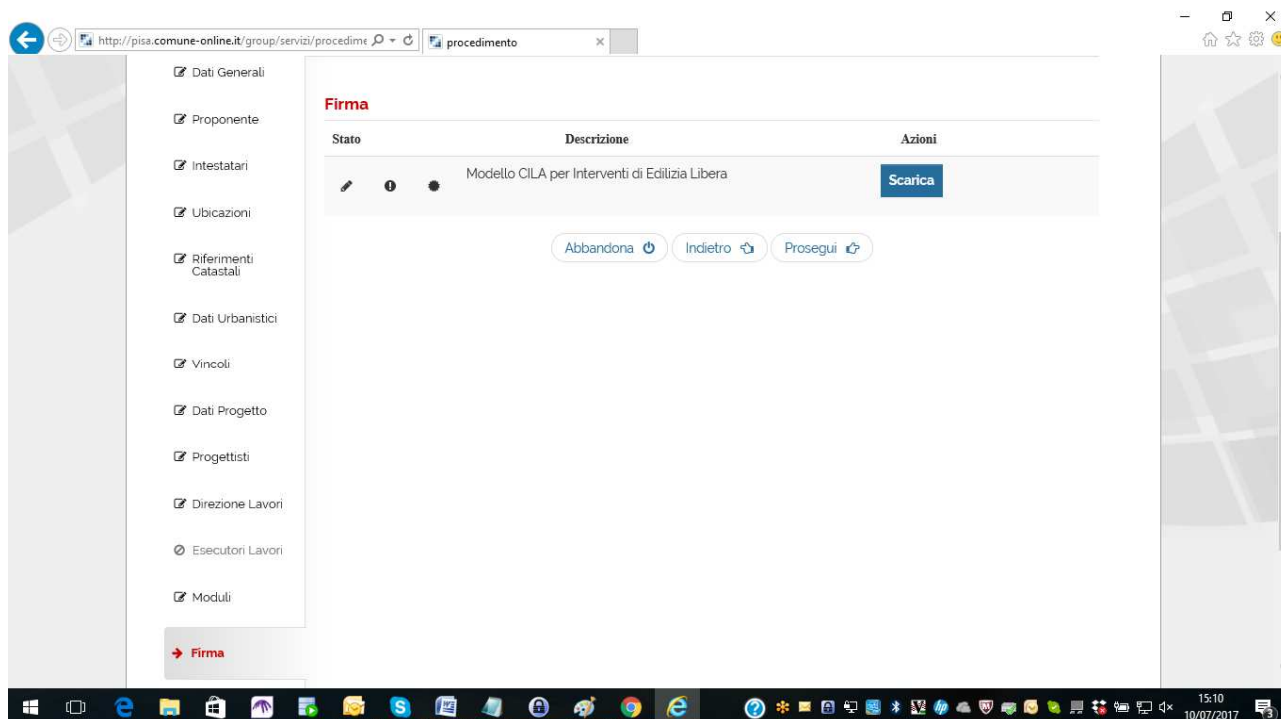 http://pisa.comune-online.it/group/servizi/procedime
procedimento
Dati Generali
Proponente
Intestatari
Ubicazioni
Riferimenti
Catastali
Dati Urbanistici
Vincoli
Dati Progetto
Progettisti
Direzione Lavori
Esecutori Lavori
Moduli
Firma
Firma
Stato Descrizione Azioni
Modello CILA per Interventi di Edilizia Libera Scarica
Abbandona Indietro Prosegui
15:10
10/07/2017